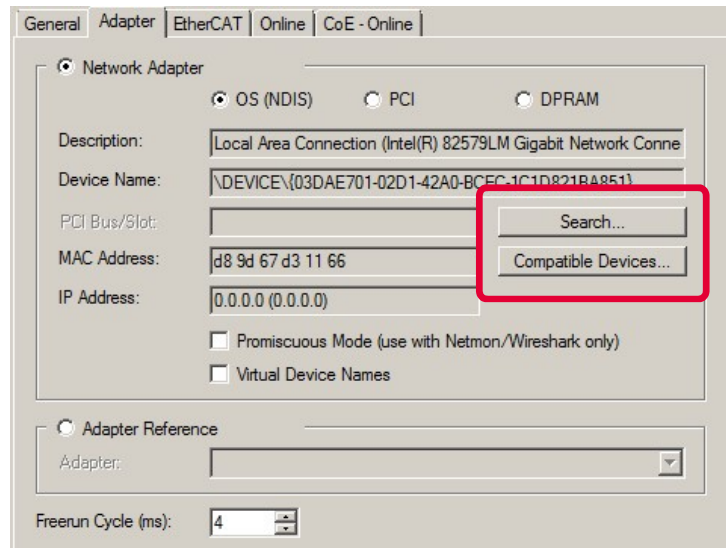 General Adapter EtherCAT Online CoE - Online
Network Adapter
OS (NDIS) PCI DPRAM
Description: Local Area Connection (Intel(R) 82579LM Gigabit Network Conne
Device Name: \DEVICE\{03DAE701-02D1-42A0-BCEC-1C1D821BA851}
PCI Bus/Slot: Search...
MAC Address: d8 9d 67 d3 11 66 Compatible Devices...
IP Address: 0.0.0.0 (0.0.0.0)
Promiscuous Mode (use with Netmon/Wireshark only)
Virtual Device Names
Adapter Reference
Adapter:
Freerun Cycle (ms): 4